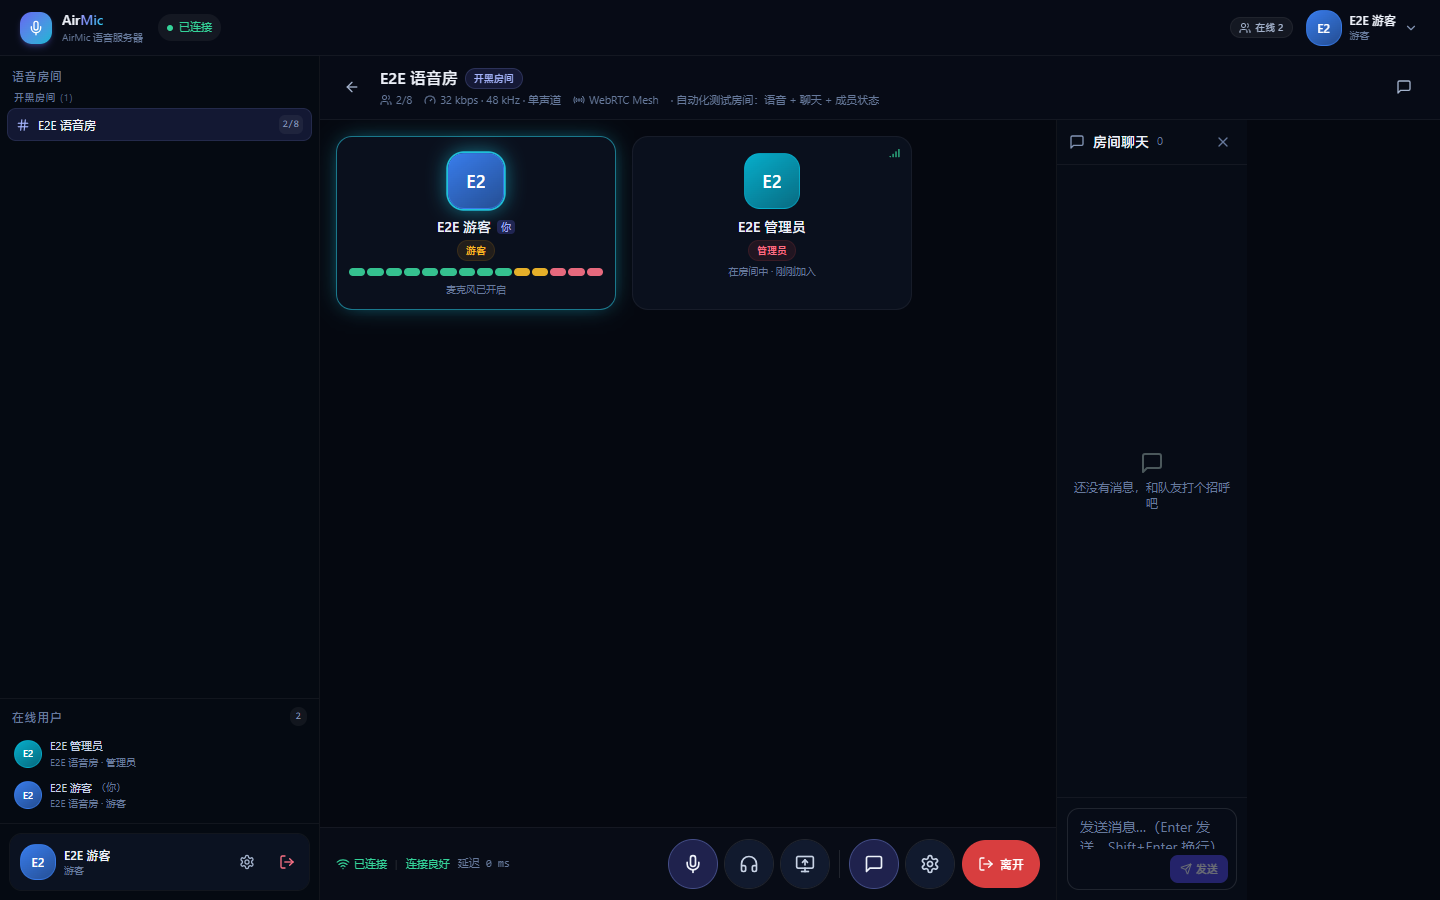 AirMic
AirMic 语音服务器
已连接
在线 2
E2
E2E 游客
游客
语音房间
开黑房间 (1)
E2E 语音房
2/8
E2E 语音房
开黑房间
2/8
32 kbps · 48 kHz · 单声道
WebRTC Mesh
· 自动化测试房间：语音 + 聊天 + 成员状态
E2
E2E 游客
你
游客
麦克风已开启
E2
E2E 管理员
管理员
在房间中 · 刚刚加入
房间聊天
0
还没有消息，和队友打个招呼
吧
在线用户
2
E2
E2E 管理员
E2E 语音房 · 管理员
E2
E2E 游客 （你）
E2E 语音房 · 游客
E2
E2E 游客
游客
已连接
连接良好
延迟 0 ms
离开
发送消息...（Enter 发
送，Shift+Enter 换行）
发送